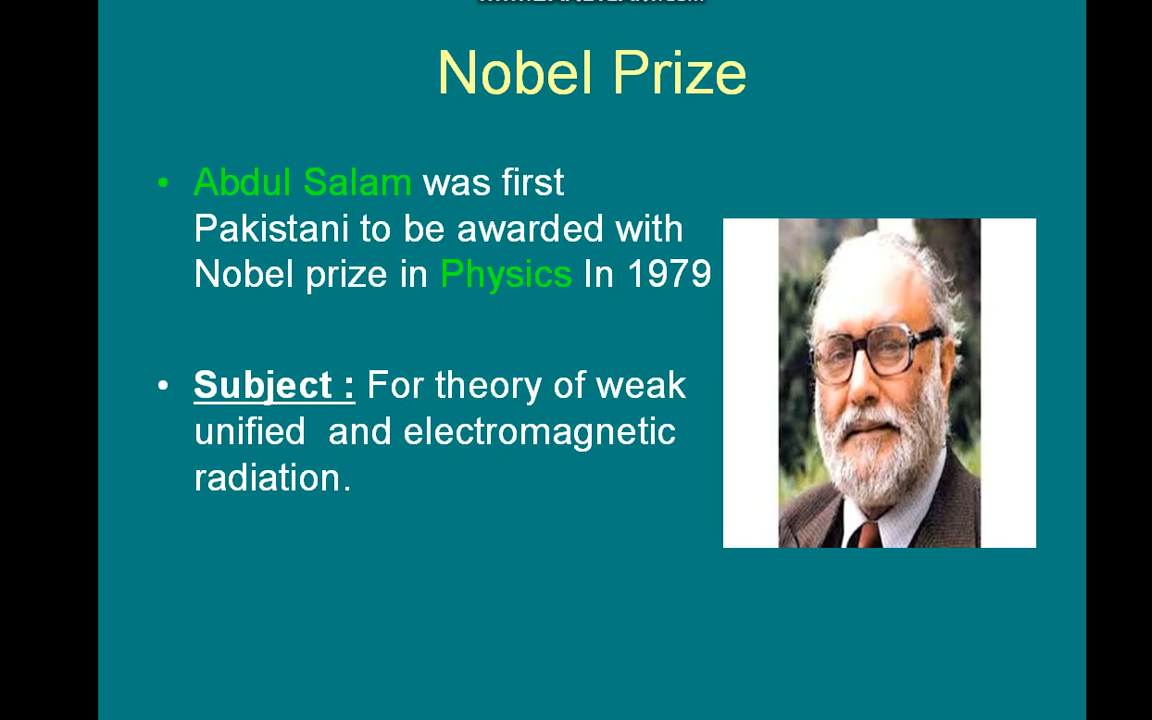 Nobel Prize
• Abdul Salam was first
Pakistani to be awarded with
Nobel prize in Physics In 1979
• Subject : For theory of weak
unified  and electromagnetic
radiation.